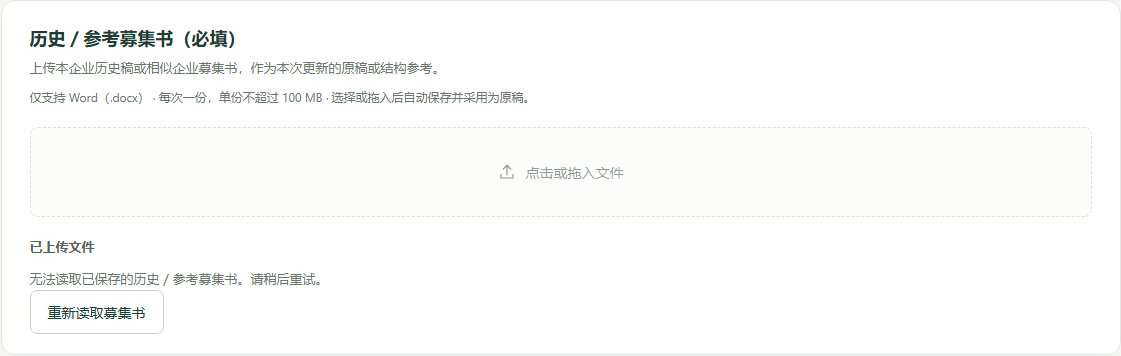 历史 / 参考募集书（必填）
上传本企业历史稿或相似企业募集书，作为本次更新的原稿或结构参考。
仅支持 Word（.docx） · 每次一份，单份不超过 100 MB · 选择或拖入后自动保存并采用为原稿。
点击或拖入文件
已上传文件
无法读取已保存的历史 / 参考募集书。请稍后重试。
重新读取募集书